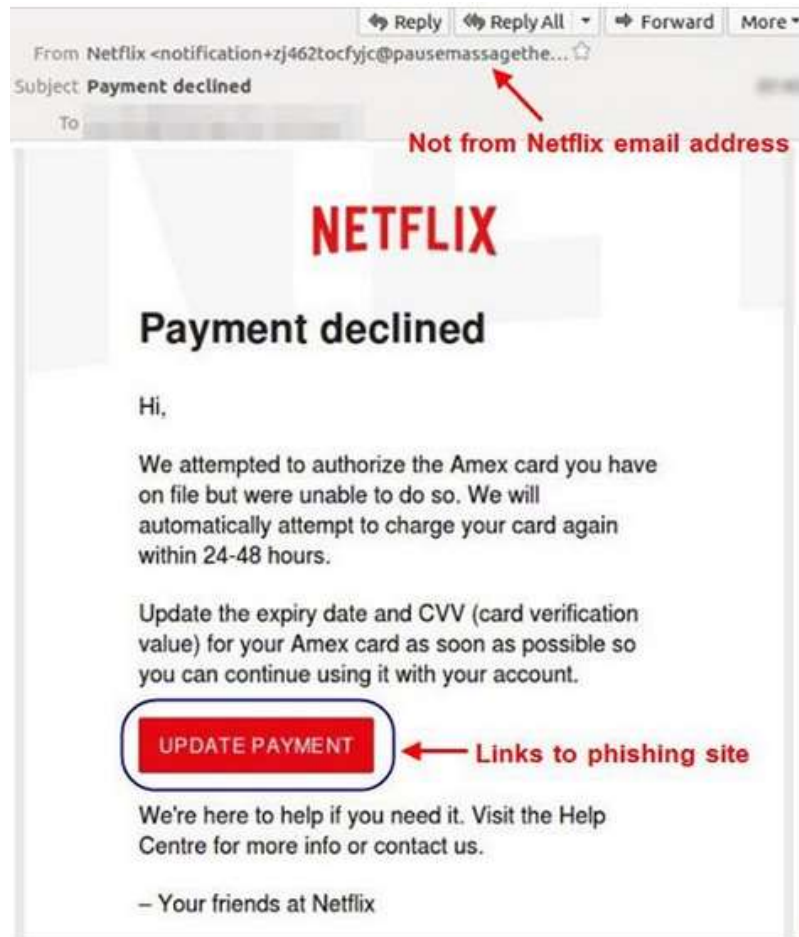 Reply Reply All Forward More
From Netflix <notification+zj462tocfyjc@pausemassagethe...
Subject Payment declined
To
Not from Netflix email address
NETFLIX
Payment declined
Hi,
We attempted to authorize the Amex card you have
on file but were unable to do so. We will
automatically attempt to charge your card again
within 24-48 hours.
Update the expiry date and CVV (card verification
value) for your Amex card as soon as possible so
you can continue using it with your account.
UPDATE PAYMENT
Links to phishing site
We're here to help if you need it. Visit the Help
Centre for more info or contact us.
– Your friends at Netflix